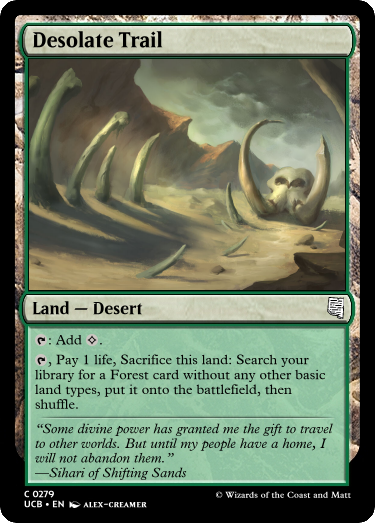 Desolate Trail
Land — Desert
: Add .
, Pay 1 life, Sacrifice this land: Search your
library for a Forest card without any other basic
land types, put it onto the battlefield, then
shuffle.
“Some divine power has granted me the gift to travel
to other worlds. But until my people have a home, I
will not abandon them.”
—Sihari of Shifting Sands
C 0279
UCB • EN ALEX-CREAMER
© Wizards of the Coast and Matt